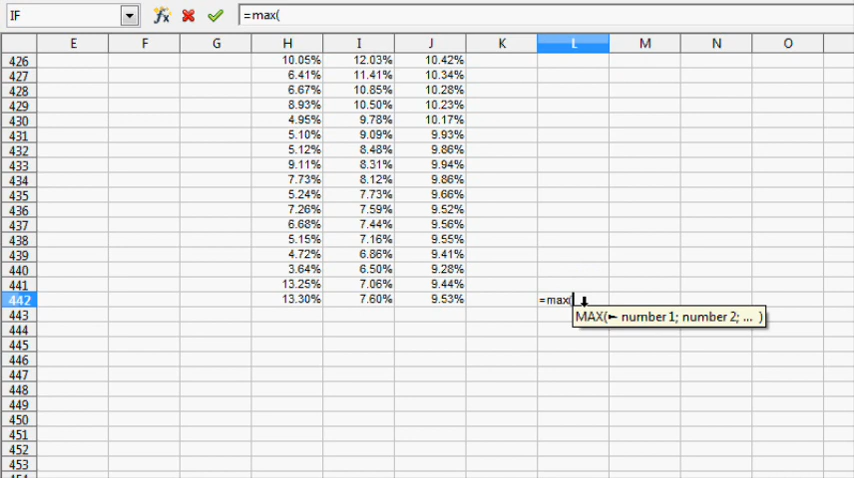 IF =max(
E F G H I J K L M N O
426 10.05% 12.03% 10.42%
427 6.41% 11.41% 10.34%
428 6.67% 10.85% 10.28%
429 8.93% 10.50% 10.23%
430 4.95% 9.78% 10.17%
431 5.10% 9.09% 9.93%
432 5.12% 8.48% 9.86%
433 9.11% 8.31% 9.94%
434 7.73% 8.12% 9.86%
435 5.24% 7.73% 9.66%
436 7.26% 7.59% 9.52%
437 6.68% 7.44% 9.56%
438 5.15% 7.16% 9.55%
439 4.72% 6.86% 9.41%
440 3.64% 6.50% 9.28%
441 13.25% 7.06% 9.44%
442 13.30% 7.60% 9.53% =max(
443 MAX( number 1; number 2; ... )
444
445
446
447
448
449
450
451
452
453